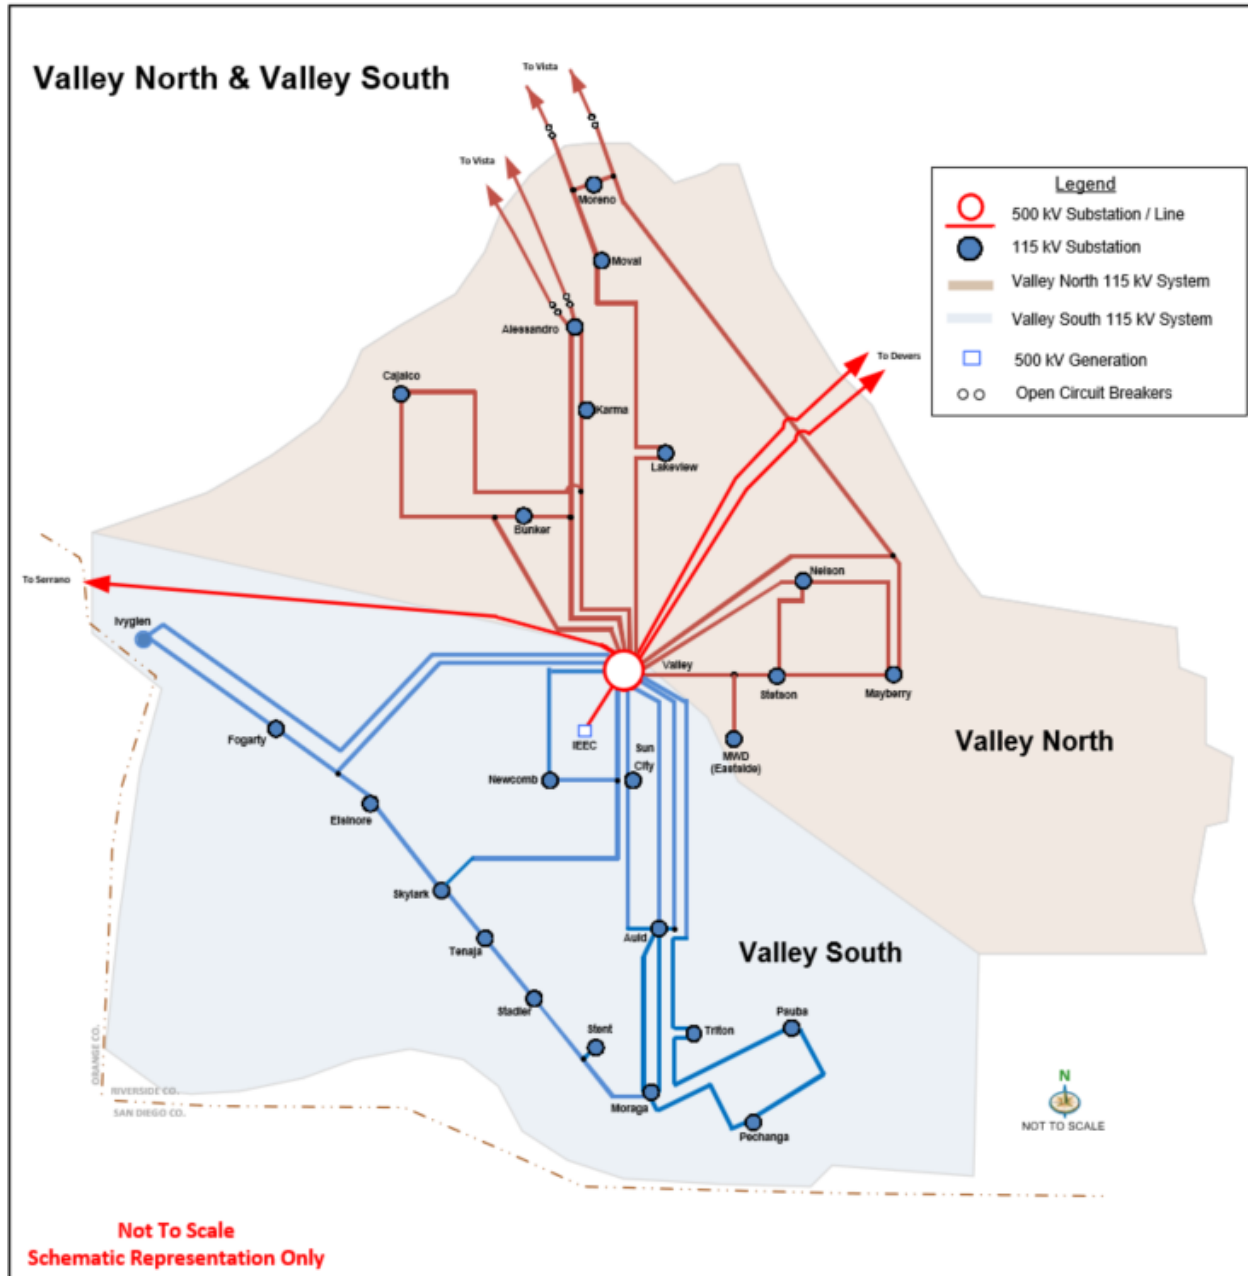 Valley North & Valley South
To Vista
To Vista
Moreno
Moval
Alessandro
Cajalco
Karma
Lakeview
Bunker
To Devers
Legend
500 kV Substation / Line
115 kV Substation
Valley North 115 kV System
Valley South 115 kV System
500 kV Generation
Open Circuit Breakers
To Serrano
Ivyglen
Nelson
Valley
Stetson
Mayberry
Fogarty
IEEC
Sun
City
MWD
(Eastside)
Valley North
Newcomb
Elsinore
Skylark
Auld
Tenaja
Valley South
Stadler
Stent
Triton
Pauba
Moraga
Pechanga
ORANGE CO.
RIVERSIDE CO.
SAN DIEGO CO.
N
NOT TO SCALE
Not To Scale
Schematic Representation Only